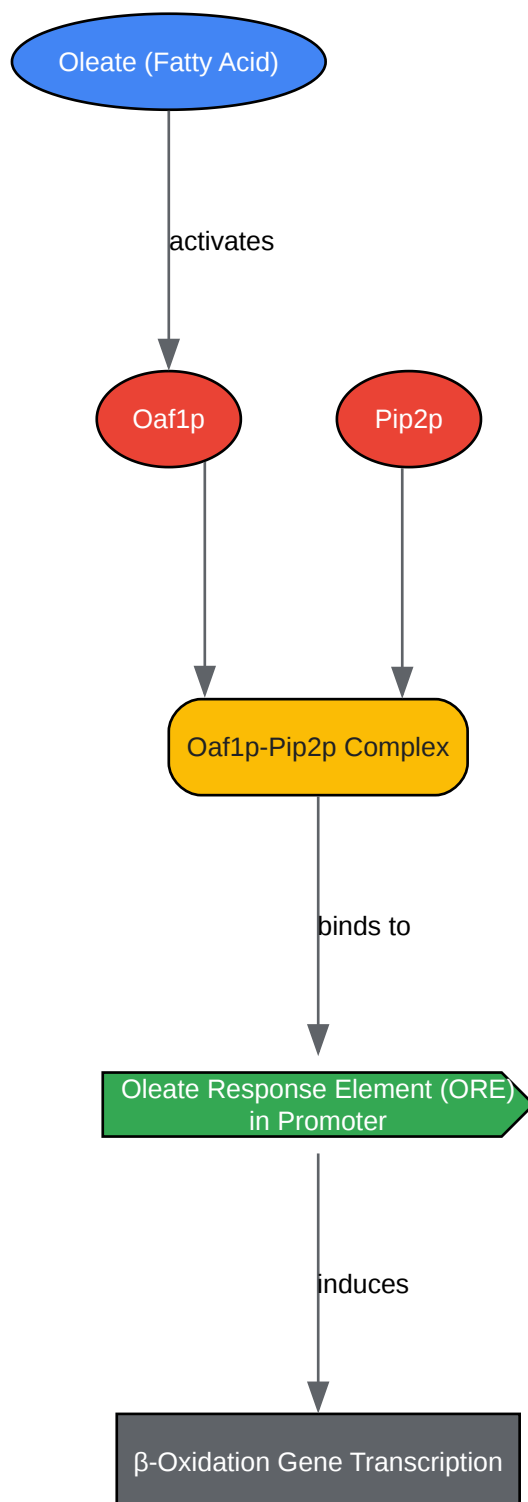 Oleate (Fatty Acid)
activates
Oaf1p
Pip2p
Oaf1p-Pip2p Complex
binds to
Oleate Response Element (ORE)
in Promoter
induces
β-Oxidation Gene Transcription